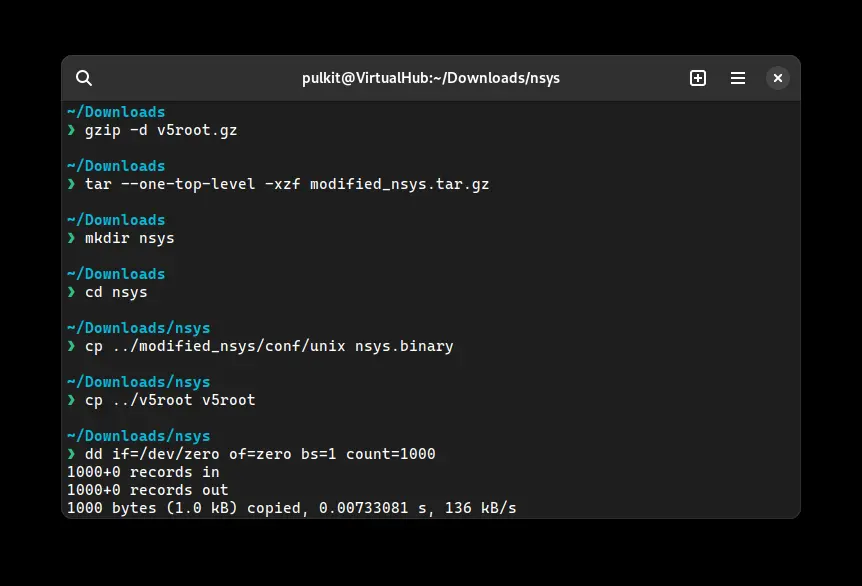 pulkit@VirtualHub:~/Downloads/nsys
~/Downloads
❯ gzip -d v5root.gz
~/Downloads
❯ tar --one-top-level -xzf modified_nsys.tar.gz
~/Downloads
❯ mkdir nsys
~/Downloads
❯ cd nsys
~/Downloads/nsys
❯ cp ../modified_nsys/conf/unix nsys.binary
~/Downloads/nsys
❯ cp ../v5root v5root
~/Downloads/nsys
❯ dd if=/dev/zero of=zero bs=1 count=1000
1000+0 records in
1000+0 records out
1000 bytes (1.0 kB) copied, 0.00733081 s, 136 kB/s